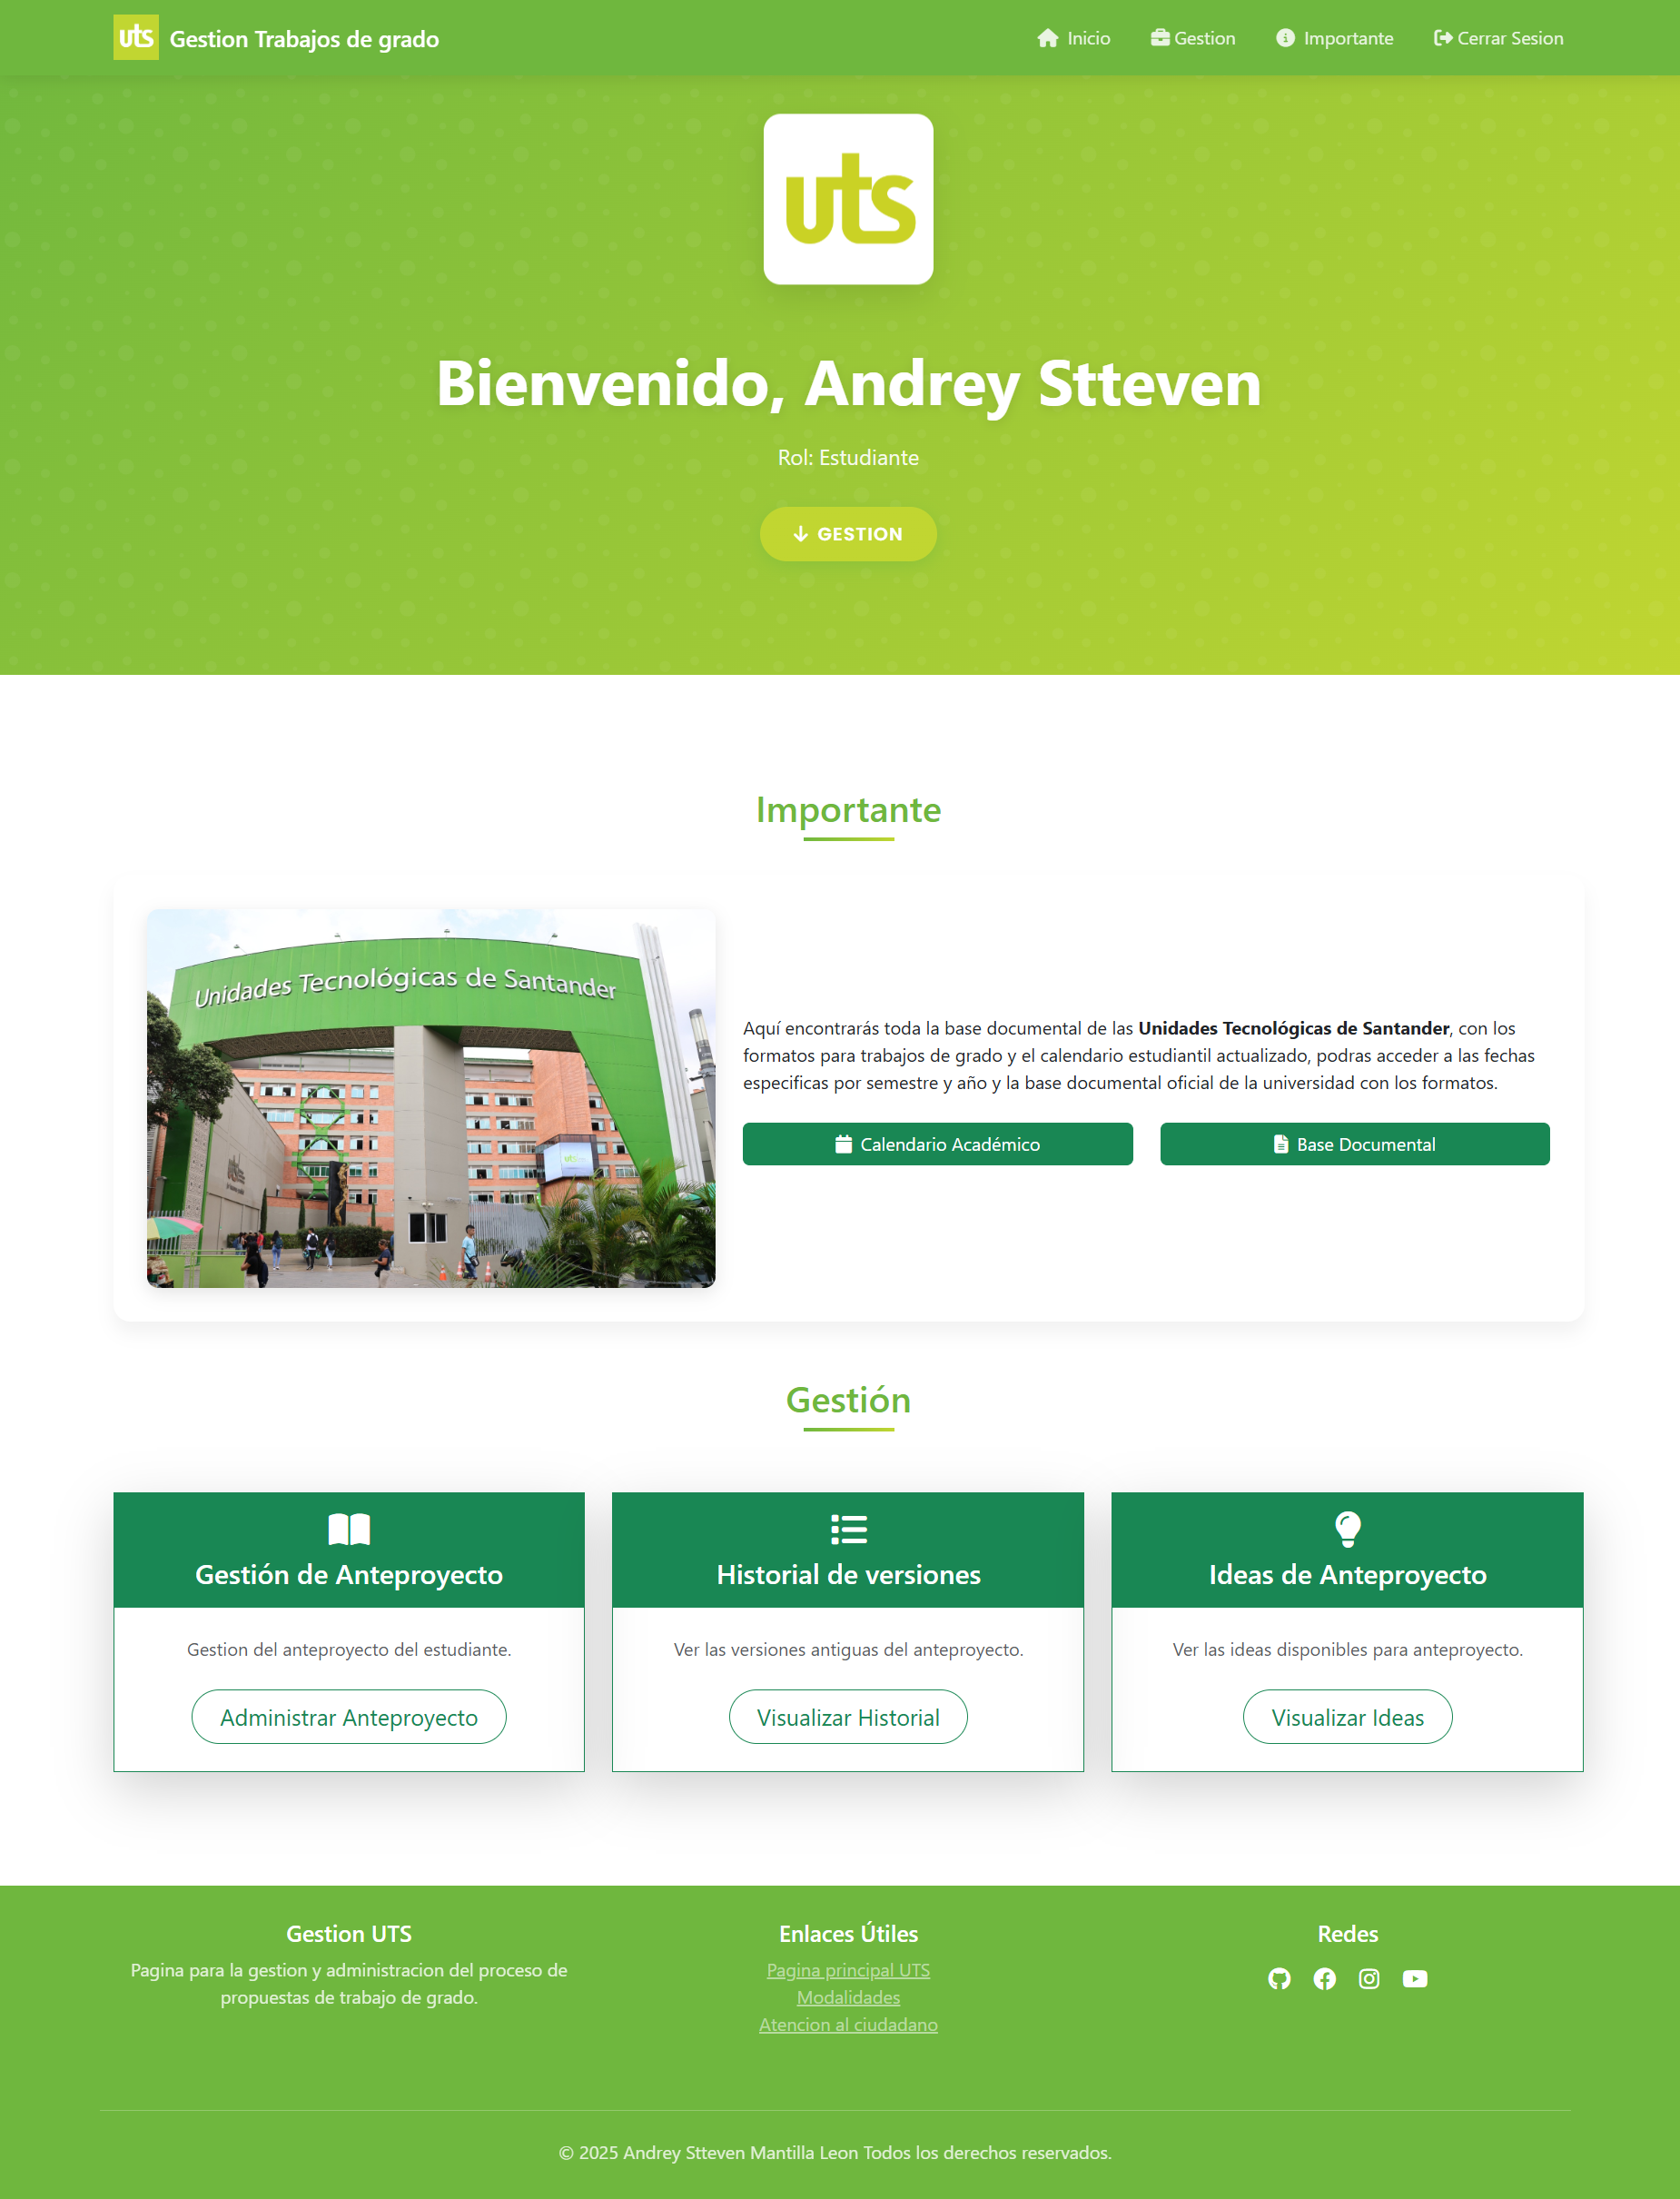 uts Gestion Trabajos de grado
Inicio Gestion Importante Cerrar Sesion
uts
Bienvenido, Andrey Stteven
Rol: Estudiante
GESTION
Importante
Unidades Tecnológicas de Santander
uts
Aquí encontrarás toda la base documental de las Unidades Tecnológicas de Santander, con los
formatos para trabajos de grado y el calendario estudiantil actualizado, podras acceder a las fechas
especificas por semestre y año y la base documental oficial de la universidad con los formatos.
Calendario Académico
Base Documental
Gestión
Gestión de Anteproyecto
Gestion del anteproyecto del estudiante.
Administrar Anteproyecto
Historial de versiones
Ver las versiones antiguas del anteproyecto.
Visualizar Historial
Ideas de Anteproyecto
Ver las ideas disponibles para anteproyecto.
Visualizar Ideas
Gestion UTS
Pagina para la gestion y administracion del proceso de
propuestas de trabajo de grado.
Enlaces Útiles
Pagina principal UTS
Modalidades
Atencion al ciudadano
Redes
© 2025 Andrey Stteven Mantilla Leon Todos los derechos reservados.